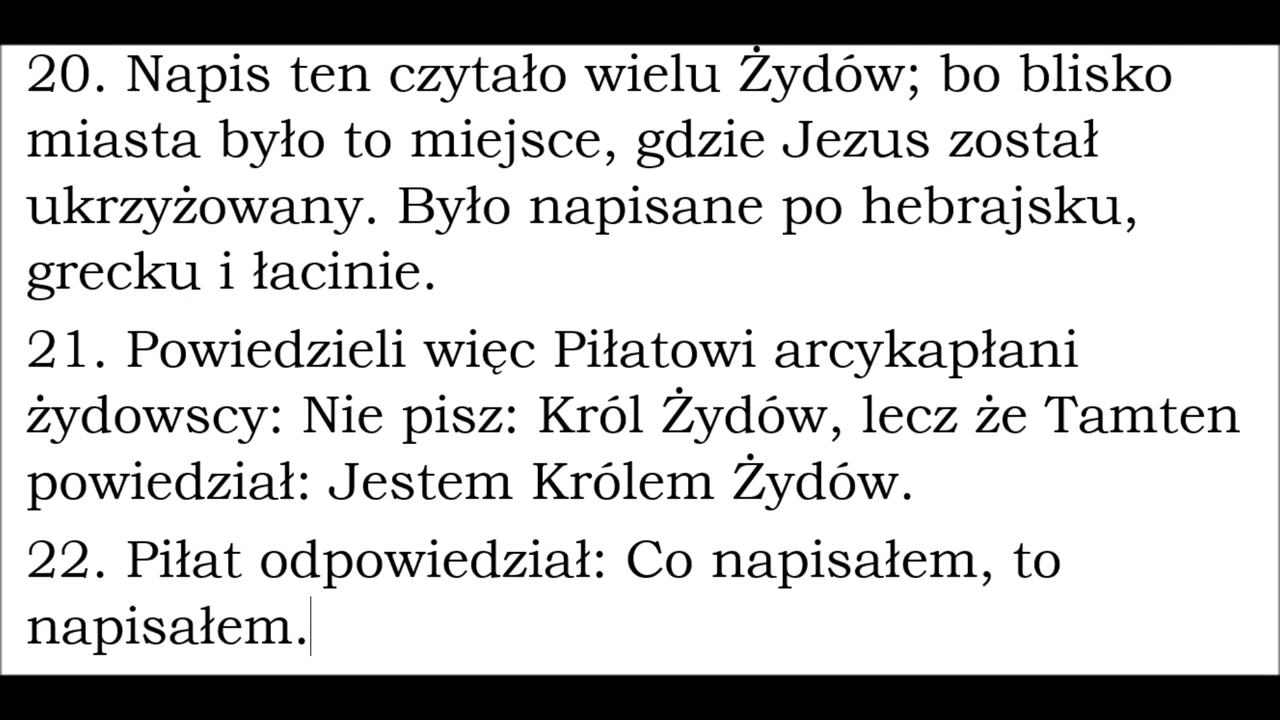 20. Napis ten czytało wielu Żydów; bo blisko
miasta było to miejsce, gdzie Jezus został
ukrzyżowany. Było napisane po hebrajsku,
grecku i łacinie.
21. Powiedzieli więc Piłatowi arcykapłani
żydowscy: Nie pisz: Król Żydów, lecz że Tamten
powiedział: Jestem Królem Żydów.
22. Piłat odpowiedział: Co napisałem, to
napisałem.